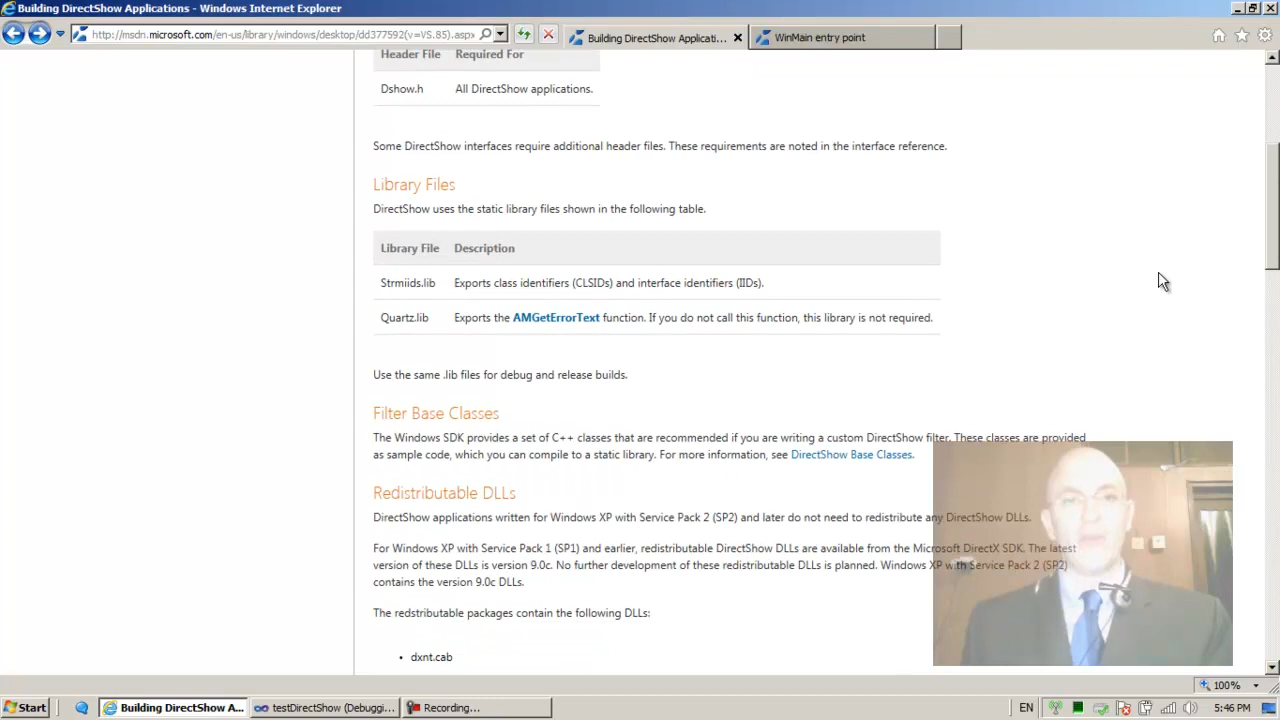 Building DirectShow Applications - Windows Internet Explorer
http://msdn.microsoft.com/en-us/library/windows/desktop/dd377592(v=VS.85).aspx
Building DirectShow Applicati...
WinMain entry point
Header File Required For
Dshow.h All DirectShow applications.
Some DirectShow interfaces require additional header files. These requirements are noted in the interface reference.
Library Files
DirectShow uses the static library files shown in the following table.
Library File Description
Strmiids.lib Exports class identifiers (CLSIDs) and interface identifiers (IIDs).
Quartz.lib Exports the AMGetErrorText function. If you do not call this function, this library is not required.
Use the same .lib files for debug and release builds.
Filter Base Classes
The Windows SDK provides a set of C++ classes that are recommended if you are writing a custom DirectShow filter. These classes are provided
as sample code, which you can compile to a static library. For more information, see DirectShow Base Classes.
Redistributable DLLs
DirectShow applications written for Windows XP with Service Pack 2 (SP2) and later do not need to redistribute any DirectShow DLLs.
For Windows XP with Service Pack 1 (SP1) and earlier, redistributable DirectShow DLLs are available from the Microsoft DirectX SDK. The latest
version of these DLLs is version 9.0c. No further development of these redistributable DLLs is planned. Windows XP with Service Pack 2 (SP2)
contains the version 9.0c DLLs.
The redstributable packages contain the following DLLs:
• dxnt.cab
100%
Start
Building DirectShow A...
testDirectShow (Debuggi...
Recording...
EN
5:46 PM